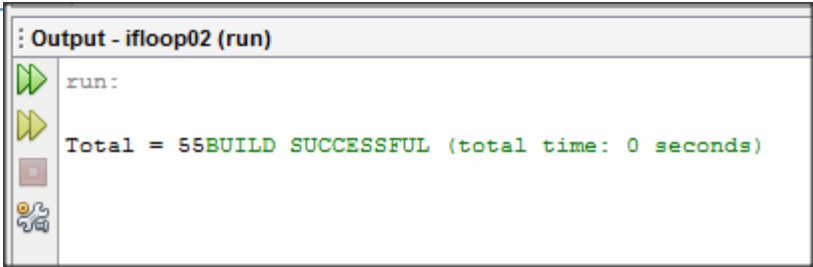 Output - ifloop02 (run)
run:
Total = 55BUILD SUCCESSFUL (total time: 0 seconds)